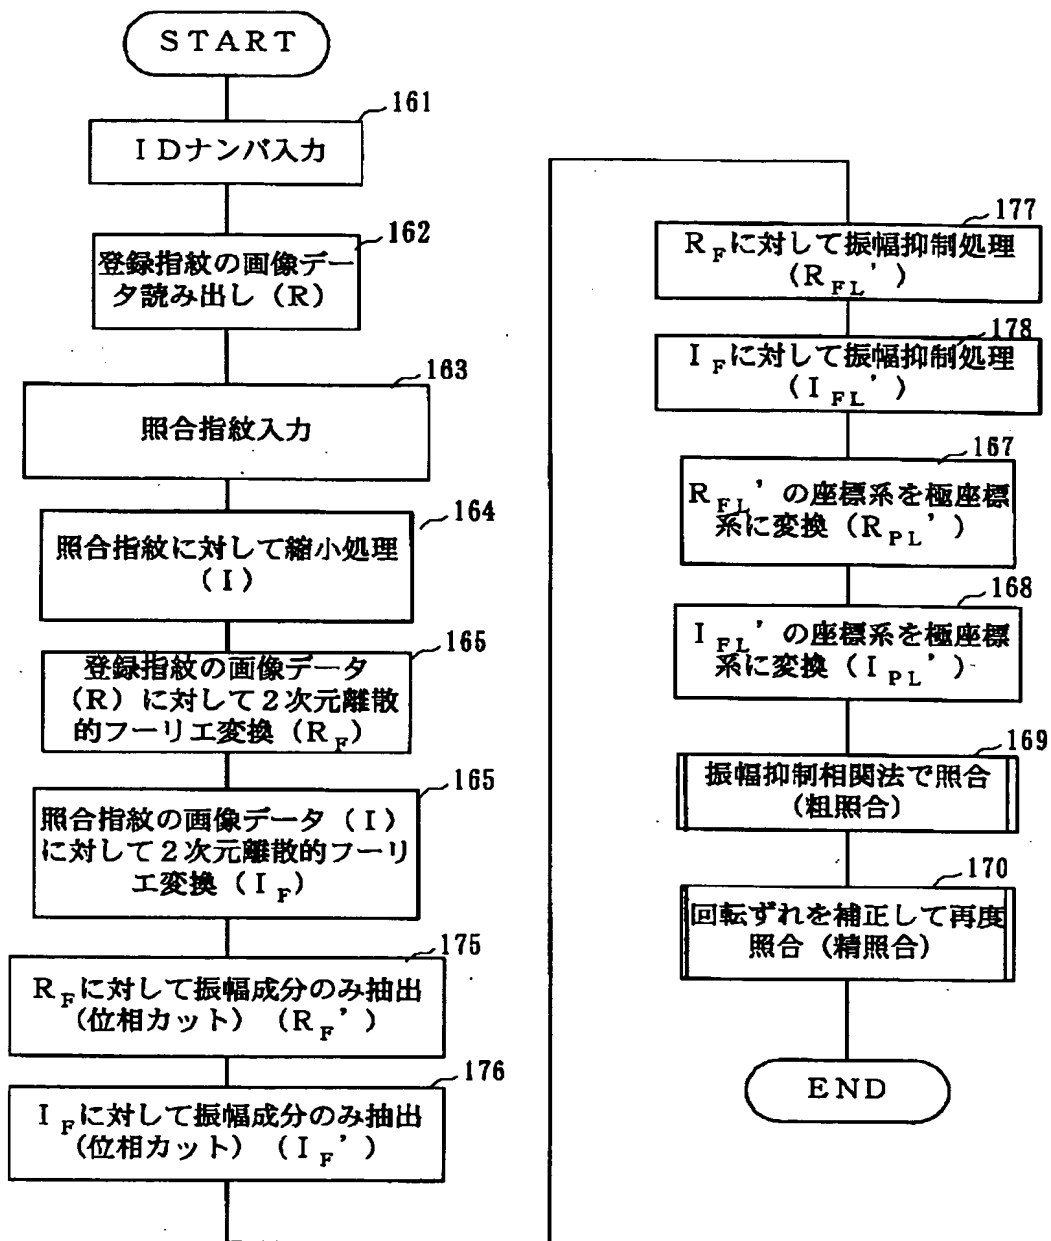 START
161
IDナンバ入力
162
登録指紋の画像デー
タ読み出し(R)
163
照合指紋入力
164
照合指紋に対して縮小処理
(I)
165
登録指紋の画像データ
(R)に対して2次元離散
的フーリエ変換(R_F)
165
照合指紋の画像データ(I)
に対して2次元離散的フーリ
エ変換(I_F)
175
R_Fに対して振幅成分のみ抽出
(位相カット)(R_F')
176
I_Fに対して振幅成分のみ抽出
(位相カット)(I_F')
177
R_Fに対して振幅抑制処理
(R_FL')
178
I_Fに対して振幅抑制処理
(I_FL')
167
R_FL'の座標系を極座標
系に変換(R_PL')
168
I_FL'の座標系を極座標
系に変換(I_PL')
169
振幅抑制相関法で照合
(粗照合)
170
回転ずれを補正して再度
照合(精照合)
END